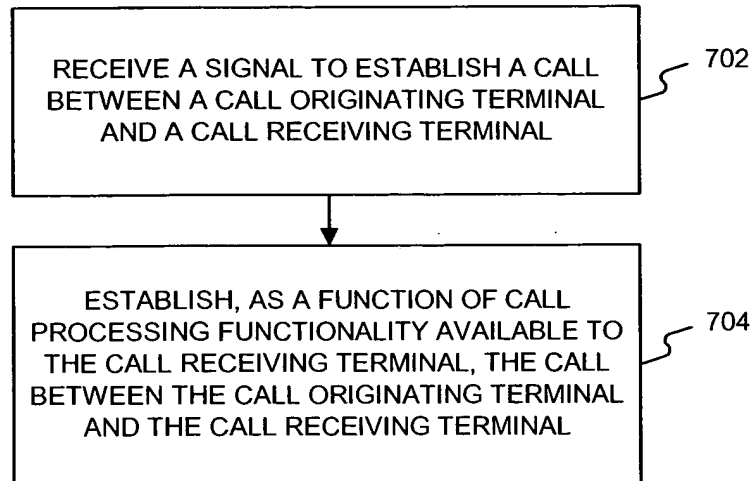 RECEIVE A SIGNAL TO ESTABLISH A CALL
BETWEEN A CALL ORIGINATING TERMINAL
AND A CALL RECEIVING TERMINAL
702
ESTABLISH, AS A FUNCTION OF CALL
PROCESSING FUNCTIONALITY AVAILABLE TO
THE CALL RECEIVING TERMINAL, THE CALL
BETWEEN THE CALL ORIGINATING TERMINAL
AND THE CALL RECEIVING TERMINAL
704